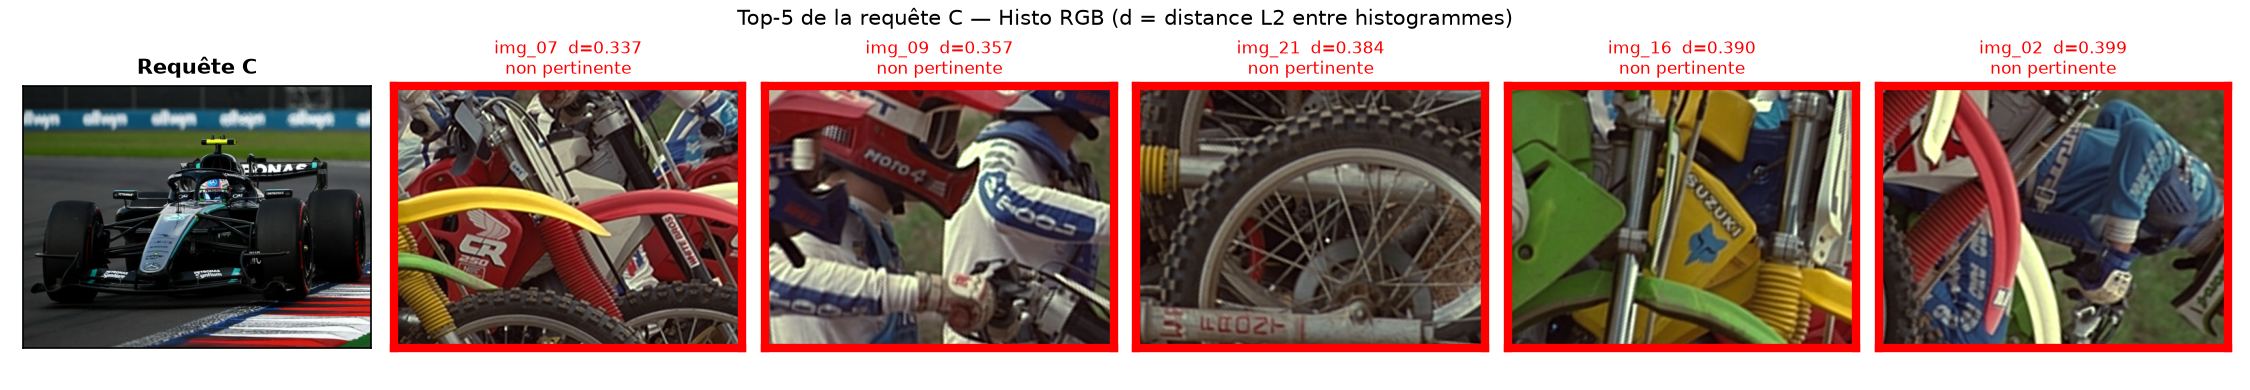 Top-5 de la requête C — Histo RGB (d = distance L2 entre histogrammes)
Requête C
img_07 d=0.337
non pertinente
img_09 d=0.357
non pertinente
img_21 d=0.384
non pertinente
img_16 d=0.390
non pertinente
img_02 d=0.399
non pertinente
CR
250
MOTO 4
FRONT
SUZUKI